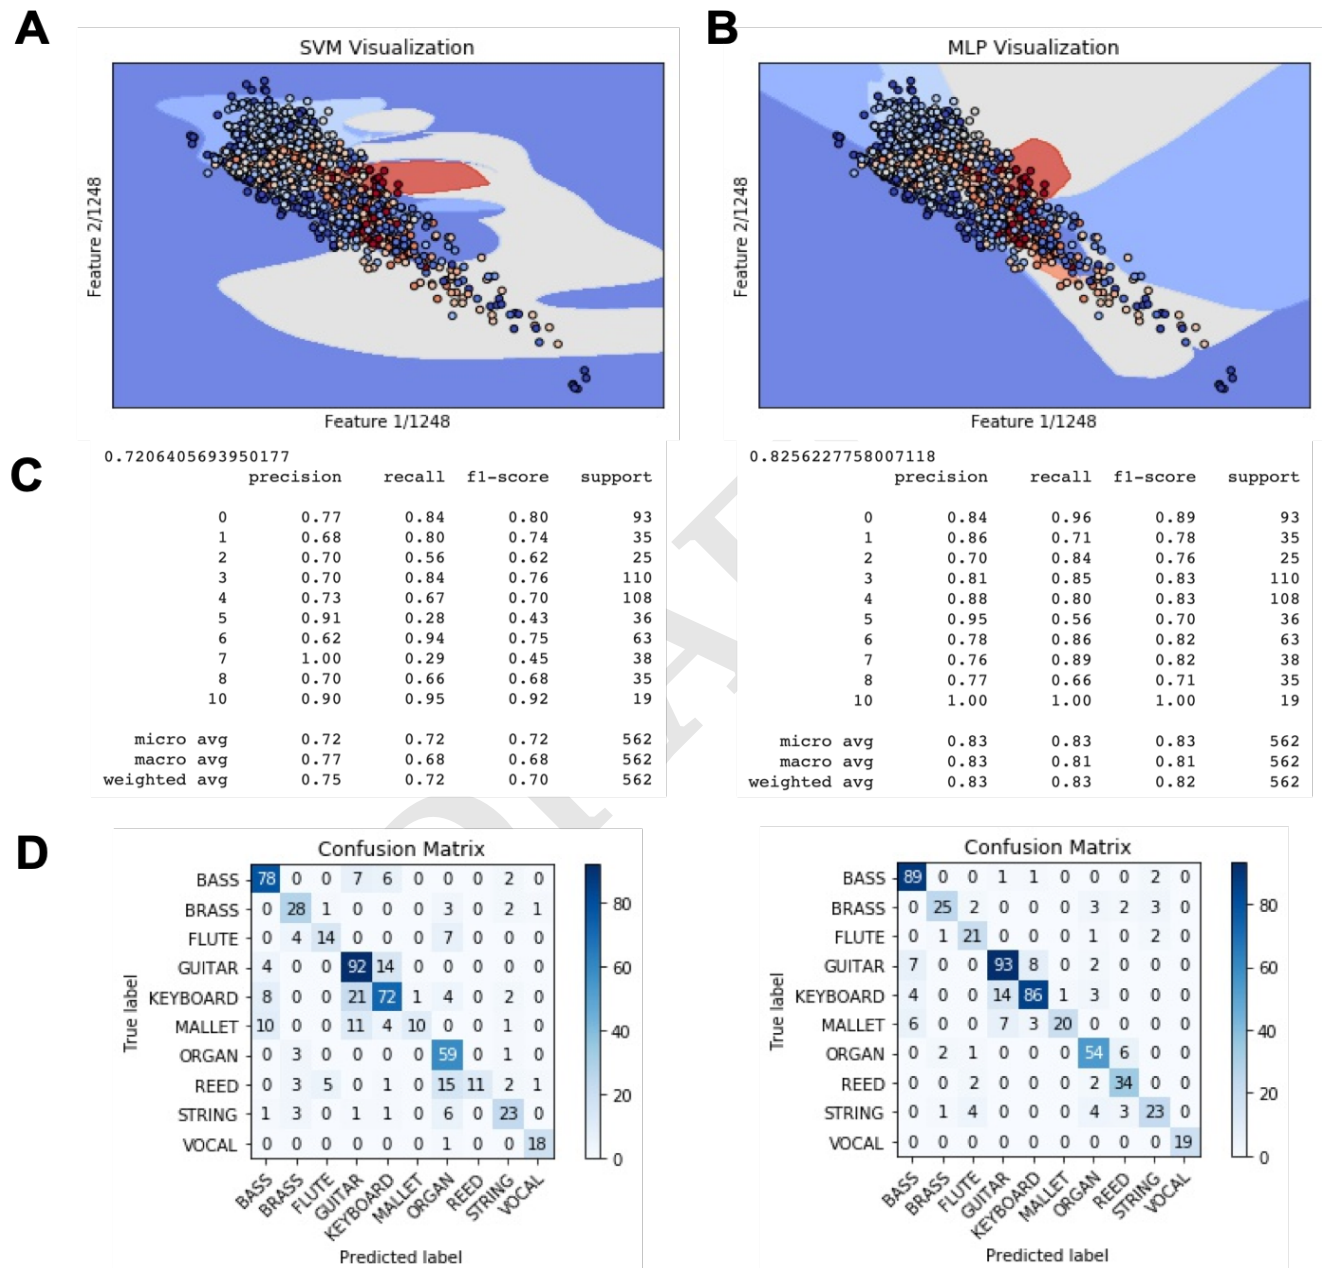 A
B
SVM Visualization
MLP Visualization
Feature 2/1248
Feature 2/1248
Feature 1/1248
Feature 1/1248
C
0.7206405693950177
precision recall f1-score support
0 0.77 0.84 0.80 93
1 0.68 0.80 0.74 35
2 0.70 0.56 0.62 25
3 0.70 0.84 0.76 110
4 0.73 0.67 0.70 108
5 0.91 0.28 0.43 36
6 0.62 0.94 0.75 63
7 1.00 0.29 0.45 38
8 0.70 0.66 0.68 35
10 0.90 0.95 0.92 19
micro avg 0.72 0.72 0.72 562
macro avg 0.77 0.68 0.68 562
weighted avg 0.75 0.72 0.70 562
0.8256227758007118
precision recall f1-score support
0 0.84 0.96 0.89 93
1 0.86 0.71 0.78 35
2 0.70 0.84 0.76 25
3 0.81 0.85 0.83 110
4 0.88 0.80 0.83 108
5 0.95 0.56 0.70 36
6 0.78 0.86 0.82 63
7 0.76 0.89 0.82 38
8 0.77 0.66 0.71 35
10 1.00 1.00 1.00 19
micro avg 0.83 0.83 0.83 562
macro avg 0.83 0.81 0.81 562
weighted avg 0.83 0.83 0.82 562
D
Confusion Matrix
BASS 78 0 0 7 6 0 0 0 2 0
BRASS 0 28 1 0 0 0 3 0 2 1
FLUTE 0 4 14 0 0 0 7 0 0 0
GUITAR 4 0 0 92 14 0 0 0 0 0
KEYBOARD 8 0 0 21 72 1 4 0 2 0
MALLET 10 0 0 11 4 10 0 0 1 0
ORGAN 0 3 0 0 0 0 59 0 1 0
REED 0 3 5 0 1 0 15 11 2 1
STRING 1 3 0 1 1 0 6 0 23 0
VOCAL 0 0 0 0 0 0 1 0 0 18
True label
BASS BRASS FLUTE GUITAR KEYBOARD MALLET ORGAN REED STRING VOCAL
Predicted label
80
60
40
20
0
Confusion Matrix
BASS 89 0 0 1 1 0 0 0 2 0
BRASS 0 25 2 0 0 0 3 2 3 0
FLUTE 0 1 21 0 0 0 1 0 2 0
GUITAR 7 0 0 93 8 0 2 0 0 0
KEYBOARD 4 0 0 14 86 1 3 0 0 0
MALLET 6 0 0 7 3 20 0 0 0 0
ORGAN 0 2 1 0 0 0 54 6 0 0
REED 0 0 2 0 0 0 2 34 0 0
STRING 0 1 4 0 0 0 4 3 23 0
VOCAL 0 0 0 0 0 0 0 0 0 19
True label
BASS BRASS FLUTE GUITAR KEYBOARD MALLET ORGAN REED STRING VOCAL
Predicted label
80
60
40
20
0